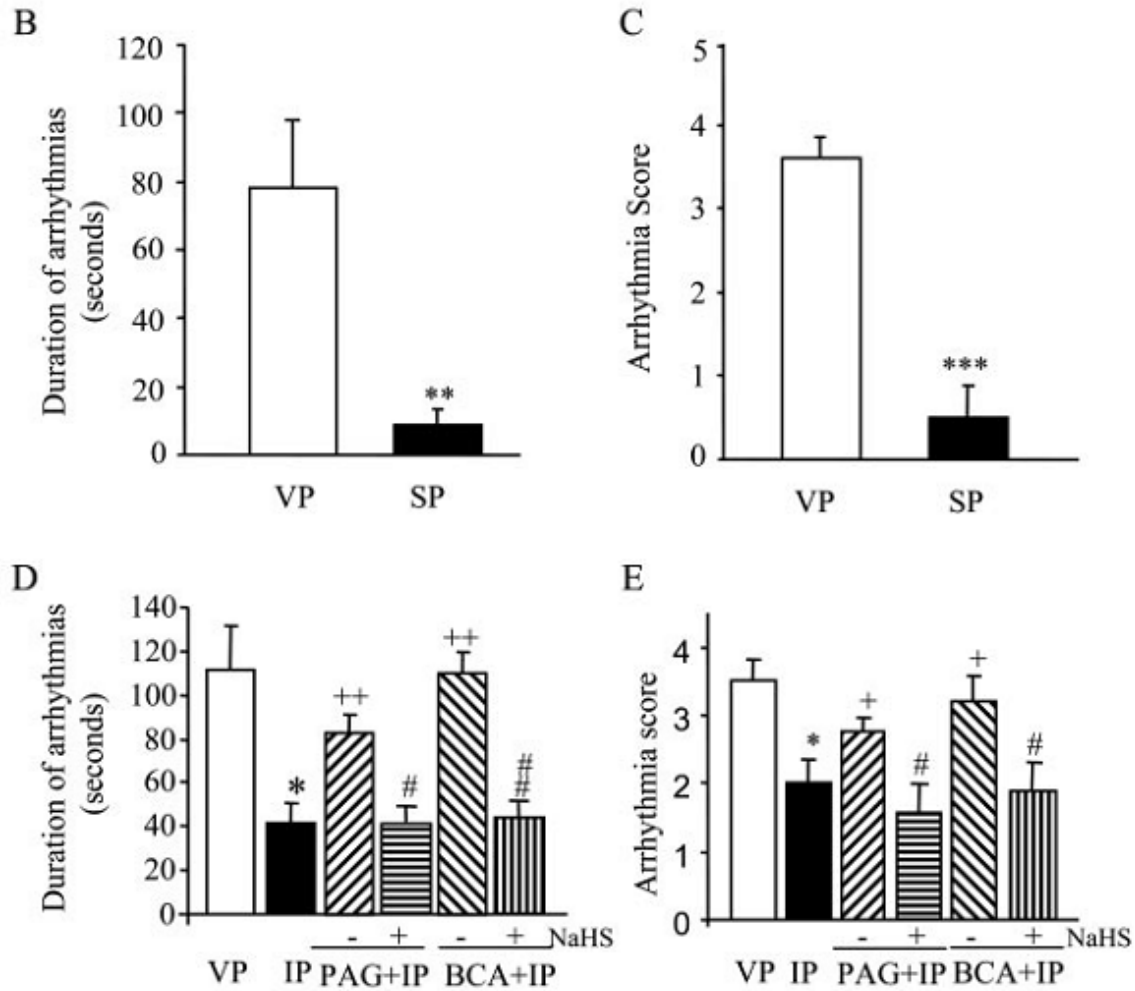 B
Duration of arrhythmias
(seconds)
120
100
80
60
40
20
0
**
VP SP
C
Arrhythmia Score
5
4
3
2
1
0
***
VP SP
D
Duration of arrhythmias
(seconds)
140
120
100
80
60
40
20
0
*
++
#
++
#
#
- + - + NaHS
VP IP PAG+IP BCA+IP
E
Arrhythmia score
4
3
2
1
0
*
+
#
+
#
- + - + NaHS
VP IP PAG+IP BCA+IP